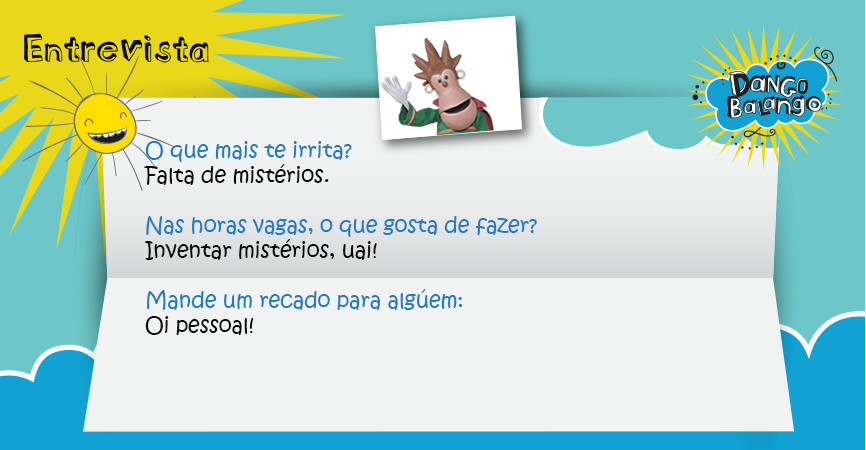 Entrevista
Dango
Balango
O que mais te irrita?
Falta de mistérios.
Nas horas vagas, o que gosta de fazer?
Inventar mistérios, uai!
Mande um recado para algúem:
Oi pessoal!